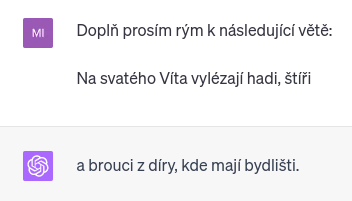 MI
Doplň prosím rým k následující větě:
Na svatého Víta vylézají hadi, štíři
a brouci z díry, kde mají bydlišti.